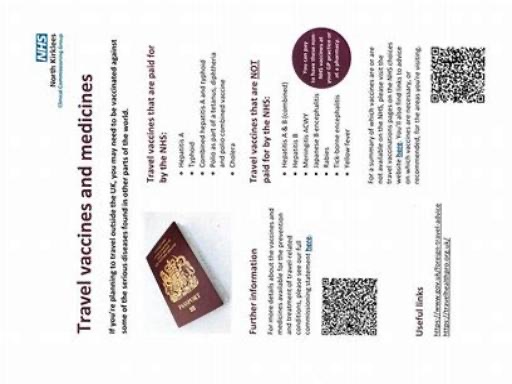 NHS
North Kirklees
Clinical Commissioning Group
Travel vaccines and medicines
If you're planning to travel outside the UK, you may need to be vaccinated against
some of the serious diseases found in other parts of the world.
PASSPORT
Travel vaccines that are paid for
by the NHS:
• Hepatitis A
• Typhoid
• Combined hepatitis A and typhoid
• Polio as part of a tetanus, diphtheria
and polio combined vaccine
• Cholera
Further information
For more details about the vaccines and
medicines available for the prevention
and treatment of travel-related
conditions, please see our full
commissioning statement here.
Travel vaccines that are NOT
paid for by the NHS:
• Hepatitis A & B (combined)
• Hepatitis B
• Meningitis ACWY
• Japanese B encephalitis
• Rabies
• Tick-borne encephalitis
• Yellow fever
You can pay
to have these non
NHS vaccines at
your GP practice or
at a pharmacy.
For a summary of which vaccines are or are
not available on the NHS, please visit the
travel vaccinations pages on the NHS choices
website here. You'll also find links to advice
on which vaccines are necessary, or
recommended, for the areas you're visiting.
Useful links
https://www.gov.uk/foreign-travel-advice
https://travelhealthpro.org.uk/